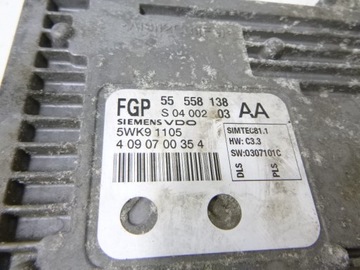 FGP 55 558 138 AA
S 04 002 03
SIEMENS VDO
5WK9 1105
4 09 07 00 35 4
SIMTEC81.1
HW: C3.3
SW:0307101C
DLS
PLS